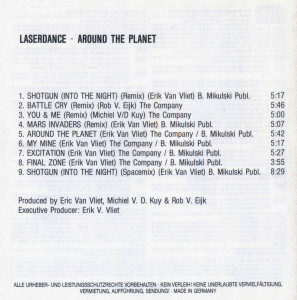 LASERDANCE · AROUND THE PLANET
1. SHOTGUN (INTO THE NIGHT) (Remix) (Erik Van Vliet) B. Mikulski Publ. 5:17
2. BATTLE CRY (Remix) (Rob V. Eijk) The Company 5:46
3. YOU & ME (Remix) (Michiel V/D Kuy) The Company 5:00
4. MARS INVADERS (Remix) (Erik Van Vliet) B. Mikulski Publ. 5:07
5. AROUND THE PLANET (Erik Van Vliet) The Company / B. Mikulski Publ. 5:42
6. MY MINE (Erik Van Vliet) The Company / B. Mikulski Publ. 5:21
7. EXCITATION (Erik Van Vliet) The Company / B. Mikulski Publ. 5:12
8. FINAL ZONE (Erik Van Vliet) The Company / B. Mikulski Publ. 3:55
9. SHOTGUN (INTO THE NIGHT) (Spacemix) (Erik Van Vliet) B. Mikulski Publ. 8:29
Produced by Eric Van Vliet, Michiel V. D. Kuy & Rob V. Eijk
Executive Producer: Erik V. Vliet
ALLE URHEBER- UND LEISTUNGSSCHUTZRECHTE VORBEHALTEN · KEIN VERLEIH! KEINE UNERLAUBTE VERVIELFÄLTIGUNG,
VERMIETUNG, AUFFÜHRUNG, SENDUNG! · MADE IN GERMANY